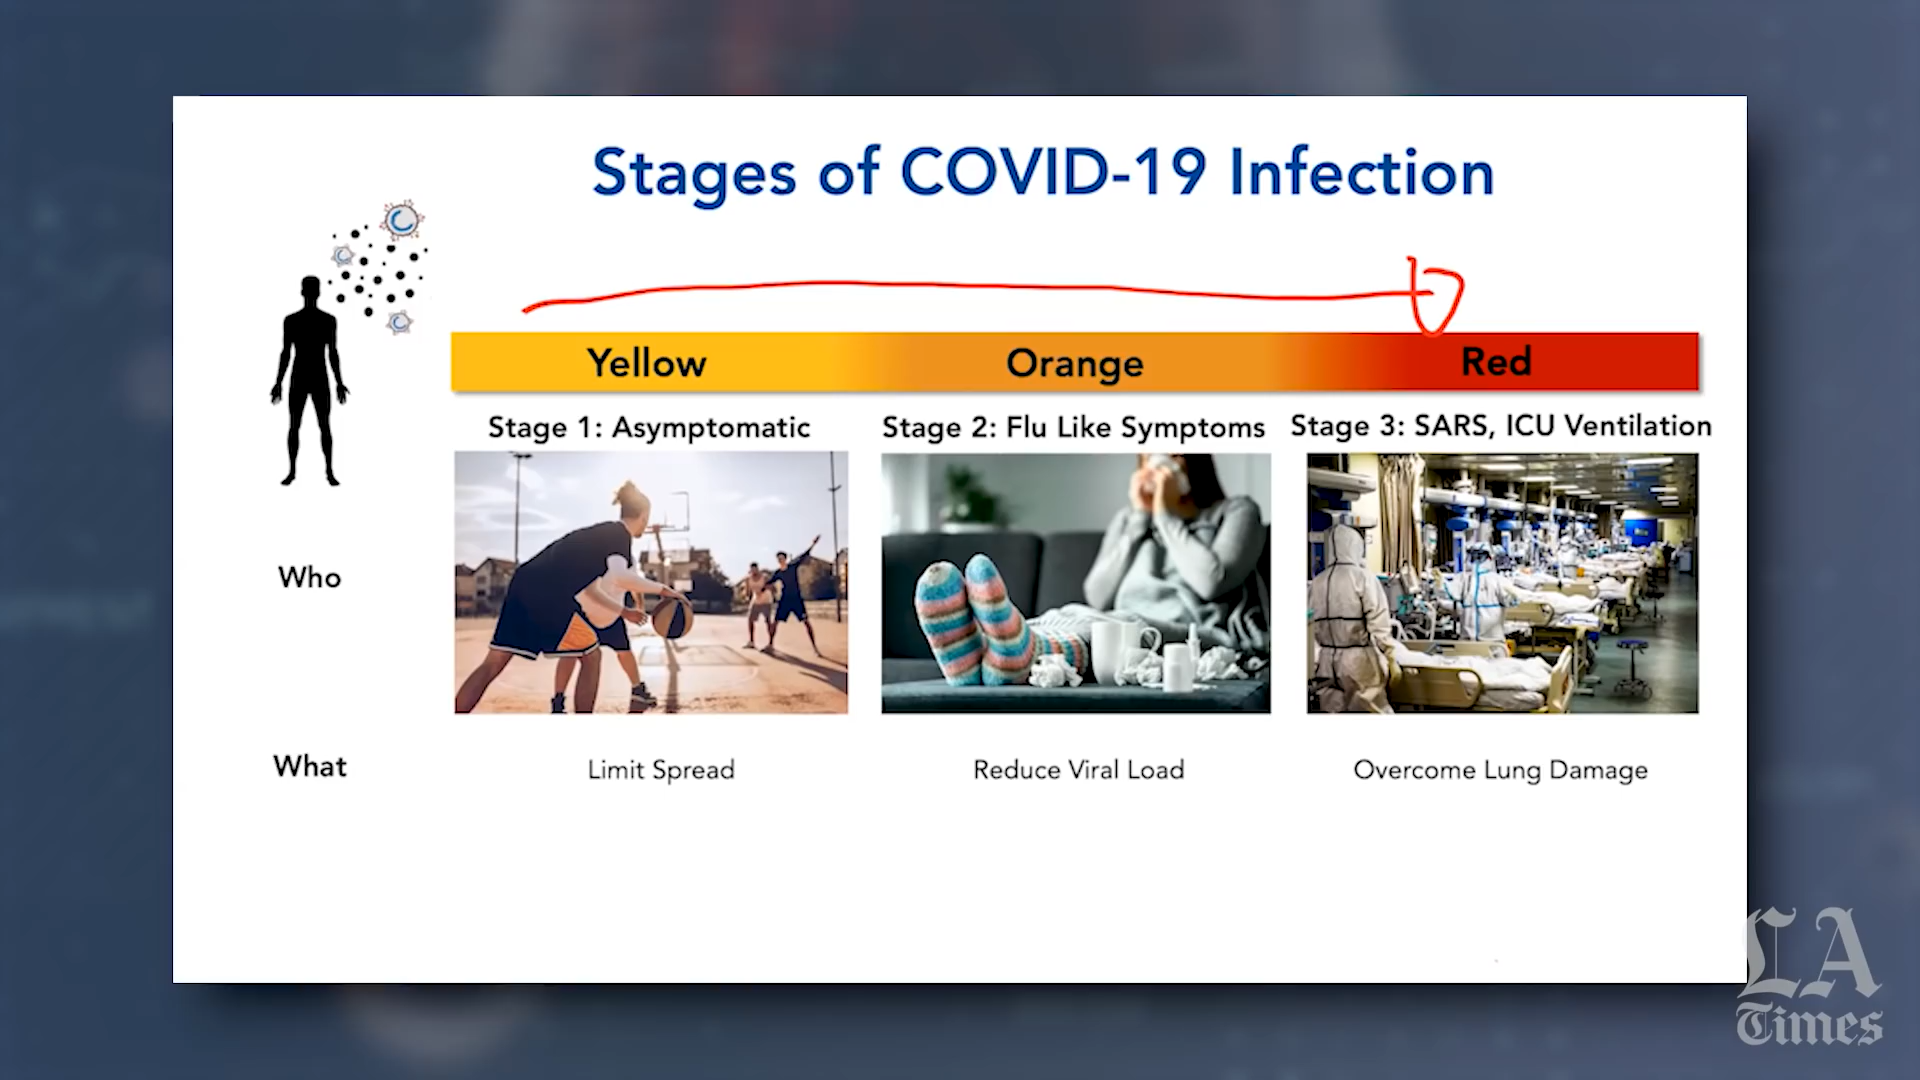 Stages of COVID-19 Infection
Yellow
Orange
Red
Stage 1: Asymptomatic
Stage 2: Flu Like Symptoms
Stage 3: SARS, ICU Ventilation
Who
What
Limit Spread
Reduce Viral Load
Overcome Lung Damage
LA
Times